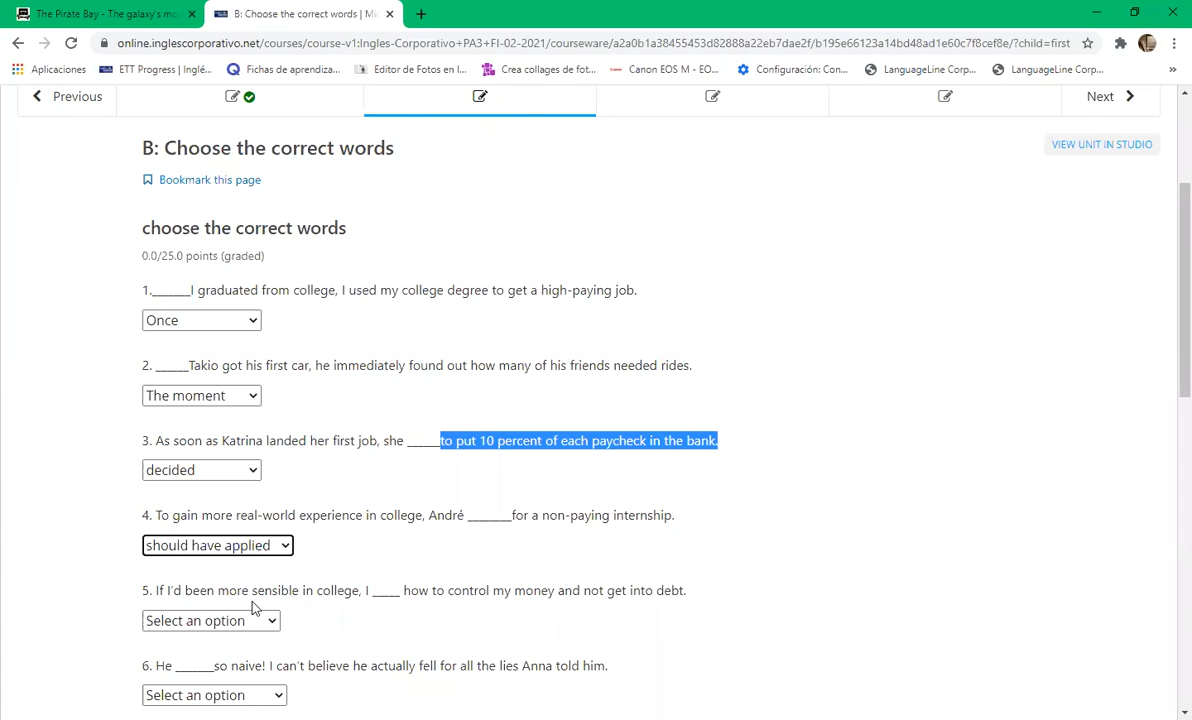 The Pirate Bay - The galaxy's mo
B: Choose the correct words | Mi
online.inglescorporativo.net/courses/course-v1:Ingles-Corporativo+PA3+FI-02-2021/courseware/a2a0b1a38455453d82888a22eb7dae2f/b195e66123a14bd48ad1e60c7f8cef8e/?child=first
Aplicaciones ETT Progress | Inglé... Fichas de aprendiza... Editor de Fotos en l... Crea collages de fot... Canon EOS M - EO... Configuración: Con... LanguageLine Corp... LanguageLine Corp... »
Previous Next
B: Choose the correct words
VIEW UNIT IN STUDIO
Bookmark this page
choose the correct words
0.0/25.0 points (graded)
1._______I graduated from college, I used my college degree to get a high-paying job.
Once
2. ______Takio got his first car, he immediately found out how many of his friends needed rides.
The moment
3. As soon as Katrina landed her first job, she ______to put 10 percent of each paycheck in the bank.
decided
4. To gain more real-world experience in college, André ________for a non-paying internship.
should have applied
5. If I'd been more sensible in college, I _____ how to control my money and not get into debt.
Select an option
6. He _______so naive! I can't believe he actually fell for all the lies Anna told him.
Select an option